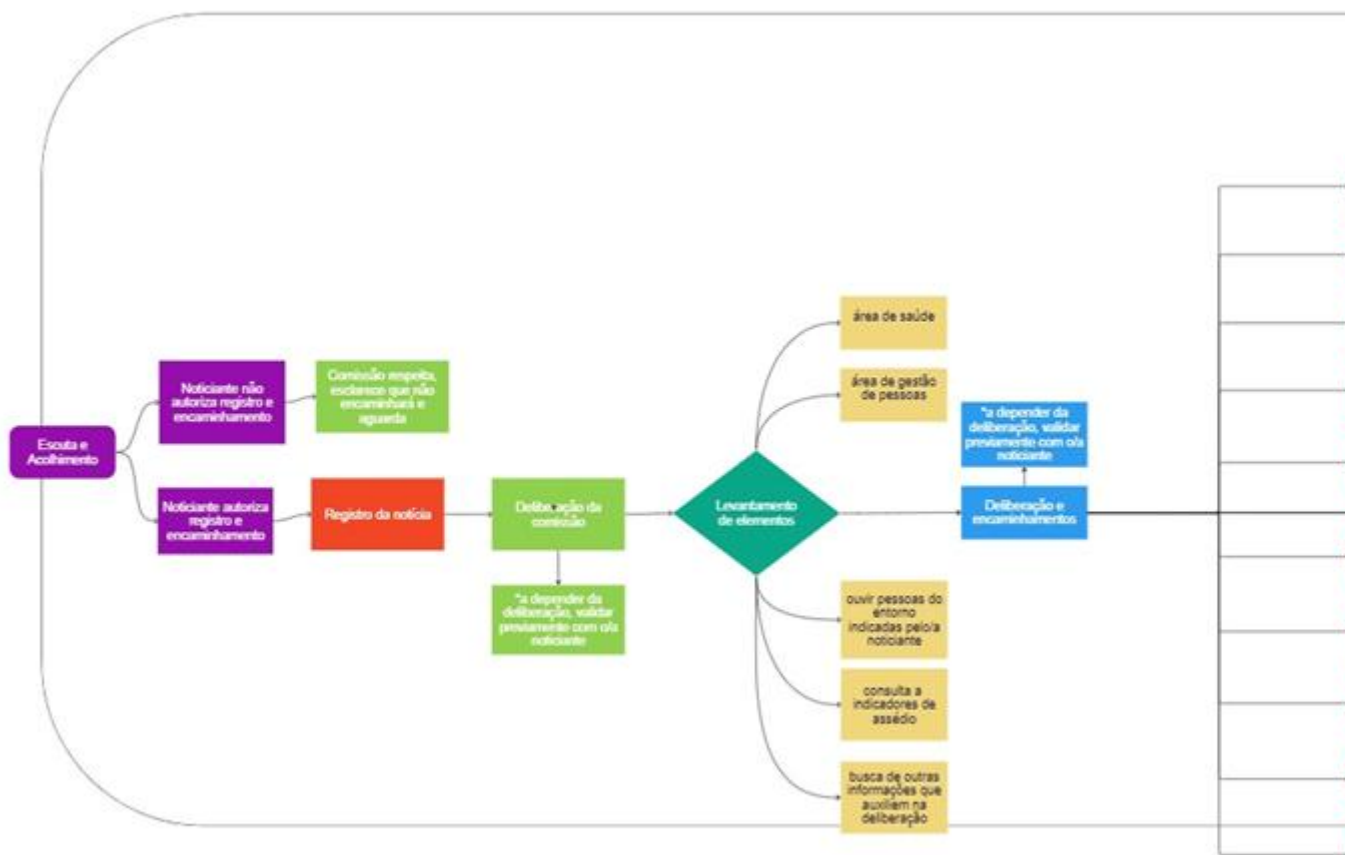 Escuta e
Acolhimento
Noticiante não
autoriza registro e
encaminhamento
Comissão respeita,
esclarece que não
encaminhará e
aguarda
Noticiante autoriza
registro e
encaminhamento
Registro da notícia
Deliberação da
comissão
*a depender da
deliberação, validar
previamente com o/a
noticiante
Levantamento
de elementos
área de saúde
área de gestão
de pessoas
ouvir pessoas do
entorno
indicadas pelo/a
noticiante
consulta a
indicadores de
assédio
busca de outras
informações que
auxiliem na
deliberação
*a depender da
deliberação, validar
previamente com o/a
noticiante
Deliberação e
encaminhamentos